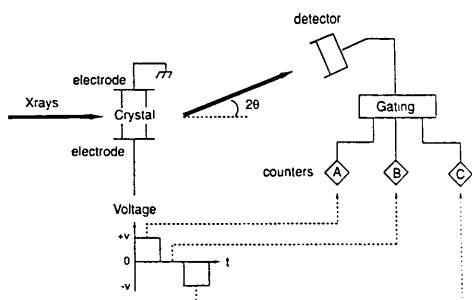 detector
electrode
Xrays
Crystal
2θ
electrode
Gating
counters
A
B
C
Voltage
+v
0
t
-v